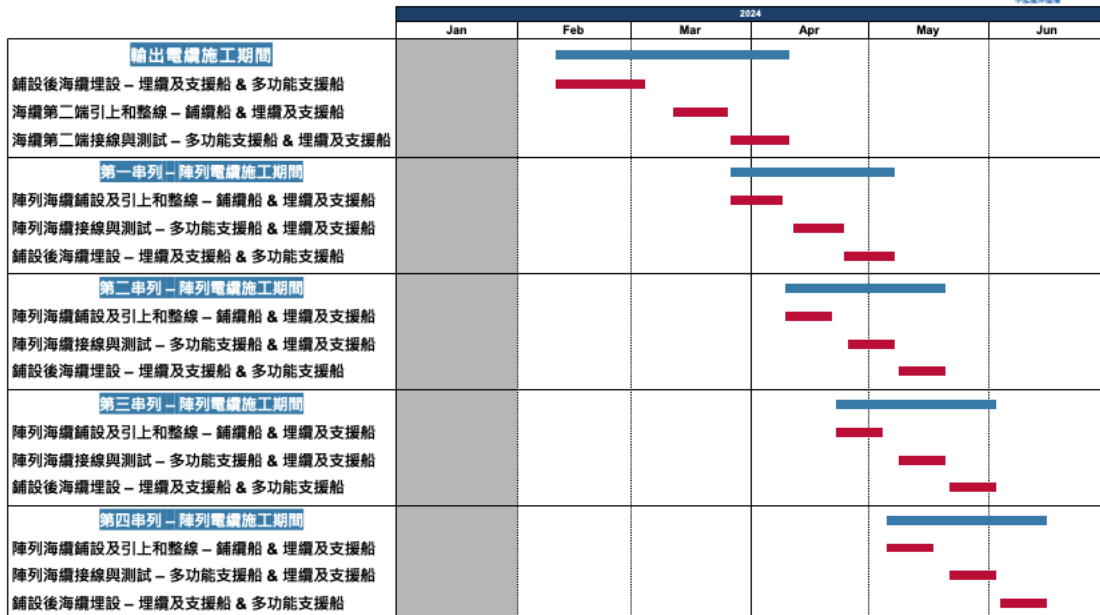 2024
Jan Feb Mar Apr May Jun
輸出電纜施工期間
鋪設後海纜埋設 – 埋纜及支援船 & 多功能支援船
海纜第二端引上和整線 – 鋪纜船 & 埋纜及支援船
海纜第二端接線與測試 – 多功能支援船 & 埋纜及支援船
第一串列 – 陣列電纜施工期間
陣列海纜鋪設及引上和整線 – 鋪纜船 & 埋纜及支援船
陣列海纜接線與測試 – 多功能支援船 & 埋纜及支援船
鋪設後海纜埋設 – 埋纜及支援船 & 多功能支援船
第二串列 – 陣列電纜施工期間
陣列海纜鋪設及引上和整線 – 鋪纜船 & 埋纜及支援船
陣列海纜接線與測試 – 多功能支援船 & 埋纜及支援船
鋪設後海纜埋設 – 埋纜及支援船 & 多功能支援船
第三串列 – 陣列電纜施工期間
陣列海纜鋪設及引上和整線 – 鋪纜船 & 埋纜及支援船
陣列海纜接線與測試 – 多功能支援船 & 埋纜及支援船
鋪設後海纜埋設 – 埋纜及支援船 & 多功能支援船
第四串列 – 陣列電纜施工期間
陣列海纜鋪設及引上和整線 – 鋪纜船 & 埋纜及支援船
陣列海纜接線與測試 – 多功能支援船 & 埋纜及支援船
鋪設後海纜埋設 – 埋纜及支援船 & 多功能支援船